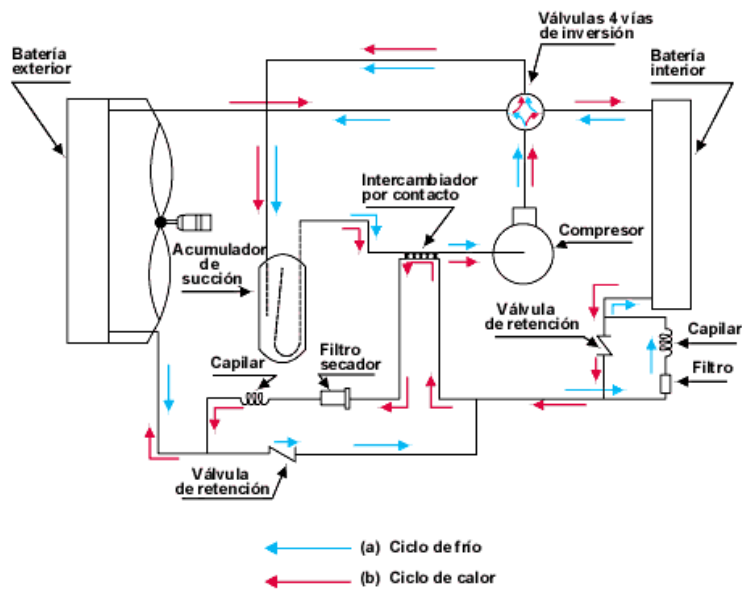 Válvulas 4 vías
de inversión
Batería
exterior
Batería
interior
Intercambiador
por contacto
Compresor
Acumulador
de
succión
Válvula
de retención
Capilar
Filtro
Capilar
Filtro
secador
Válvula
de retención
(a) Ciclo de frío
(b) Ciclo de calor